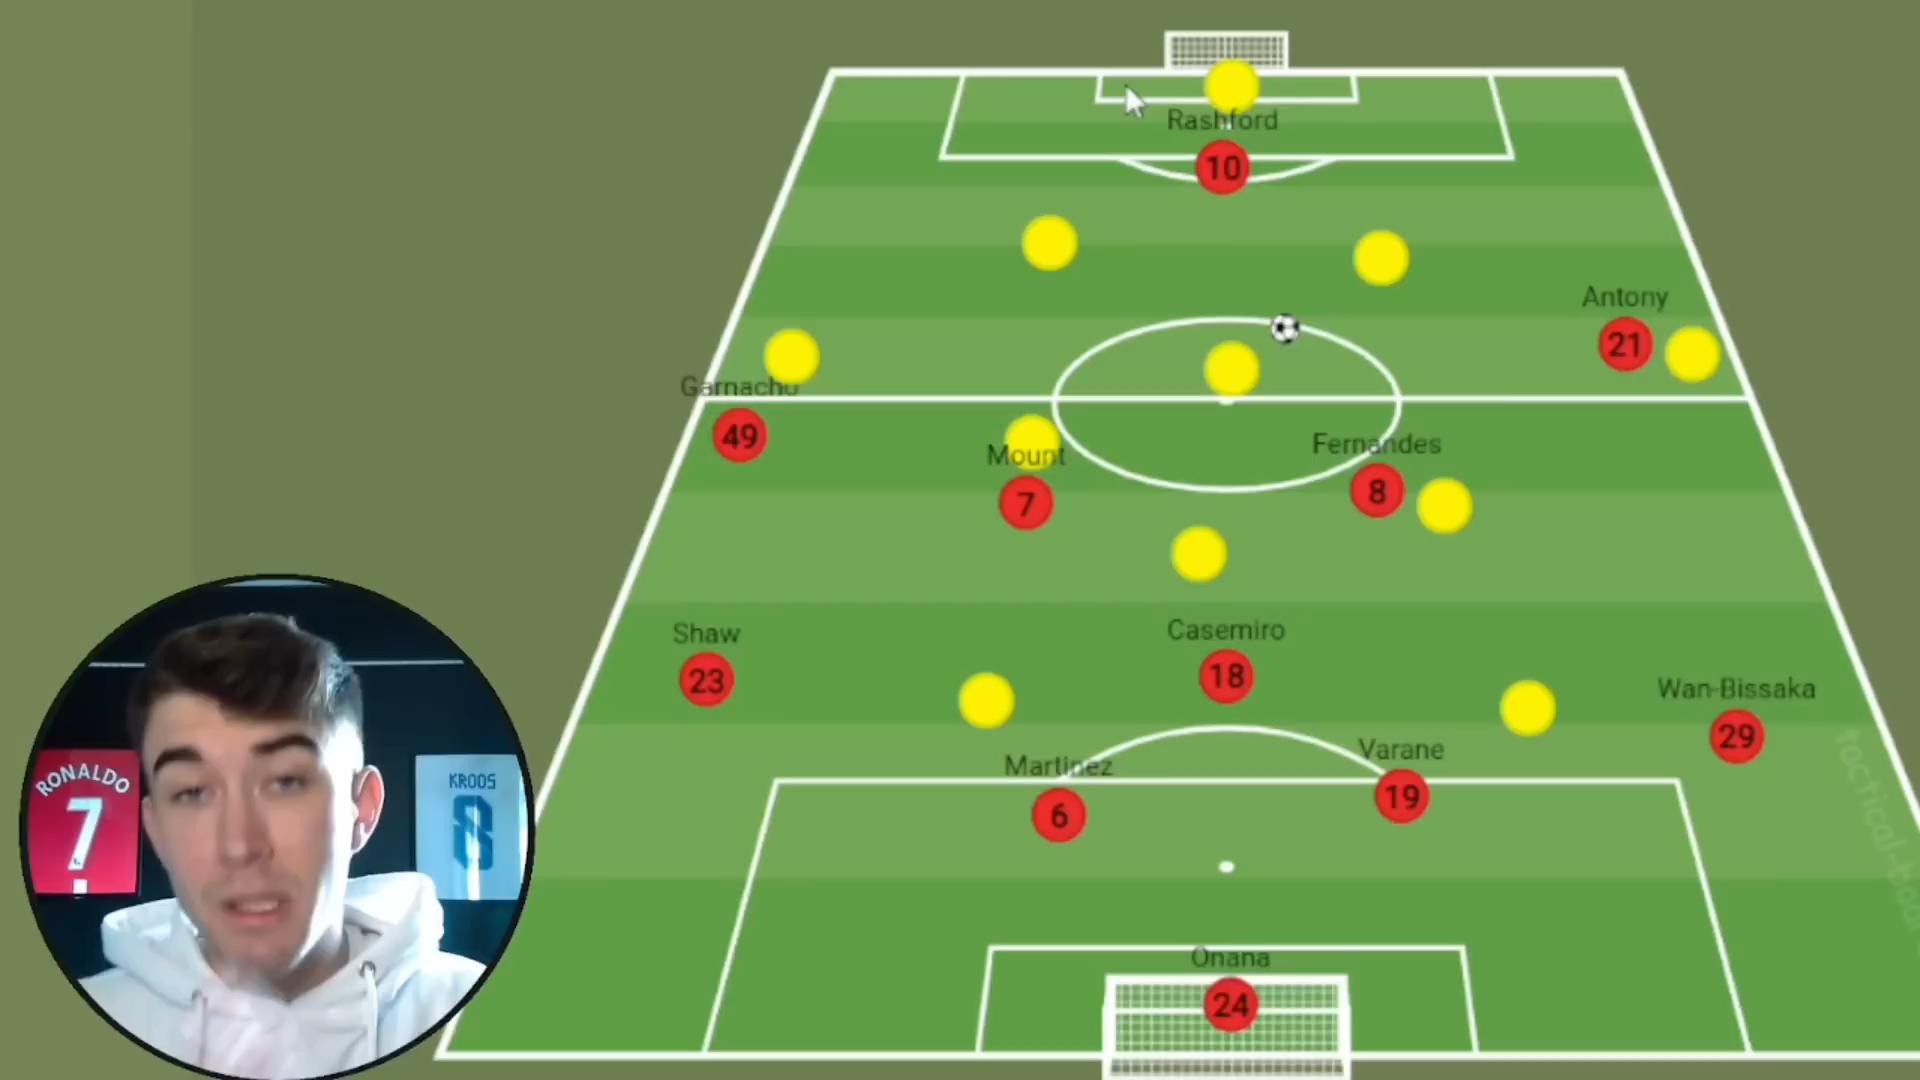 Rashford
10
Antony
21
Garnacho
49
Mount
7
Fernandes
8
Shaw
23
Casemiro
18
Wan-Bissaka
29
Martinez
6
Varane
19
Onana
24
RONALDO
7
KROOS
8